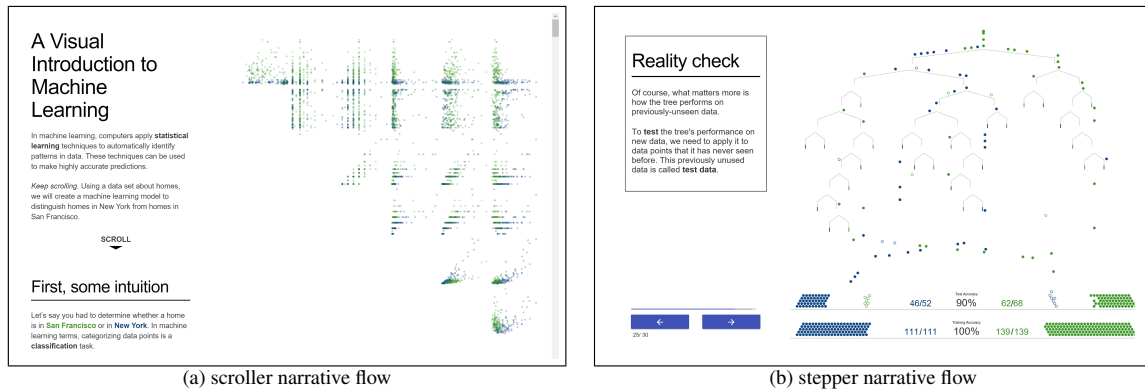 A Visual
Introduction to
Machine
Learning
In machine learning, computers apply statistical
learning techniques to automatically identify
patterns in data. These techniques can be used
to make highly accurate predictions.
Keep scrolling. Using a data set about homes,
we will create a machine learning model to
distinguish homes in New York from homes in
San Francisco.
SCROLL
First, some intuition
Let's say you had to determine whether a home
is in San Francisco or in New York. In machine
learning terms, categorizing data points is a
classification task.
(a) scroller narrative flow
Reality check
Of course, what matters more is
how the tree performs on
previously-unseen data.
To test the tree's performance on
new data, we need to apply it to
data points that it has never seen
before. This previously unused
data is called test data.
25/ 30
Test Accuracy
46/52 90% 62/68
Training Accuracy
111/111 100% 139/139
(b) stepper narrative flow